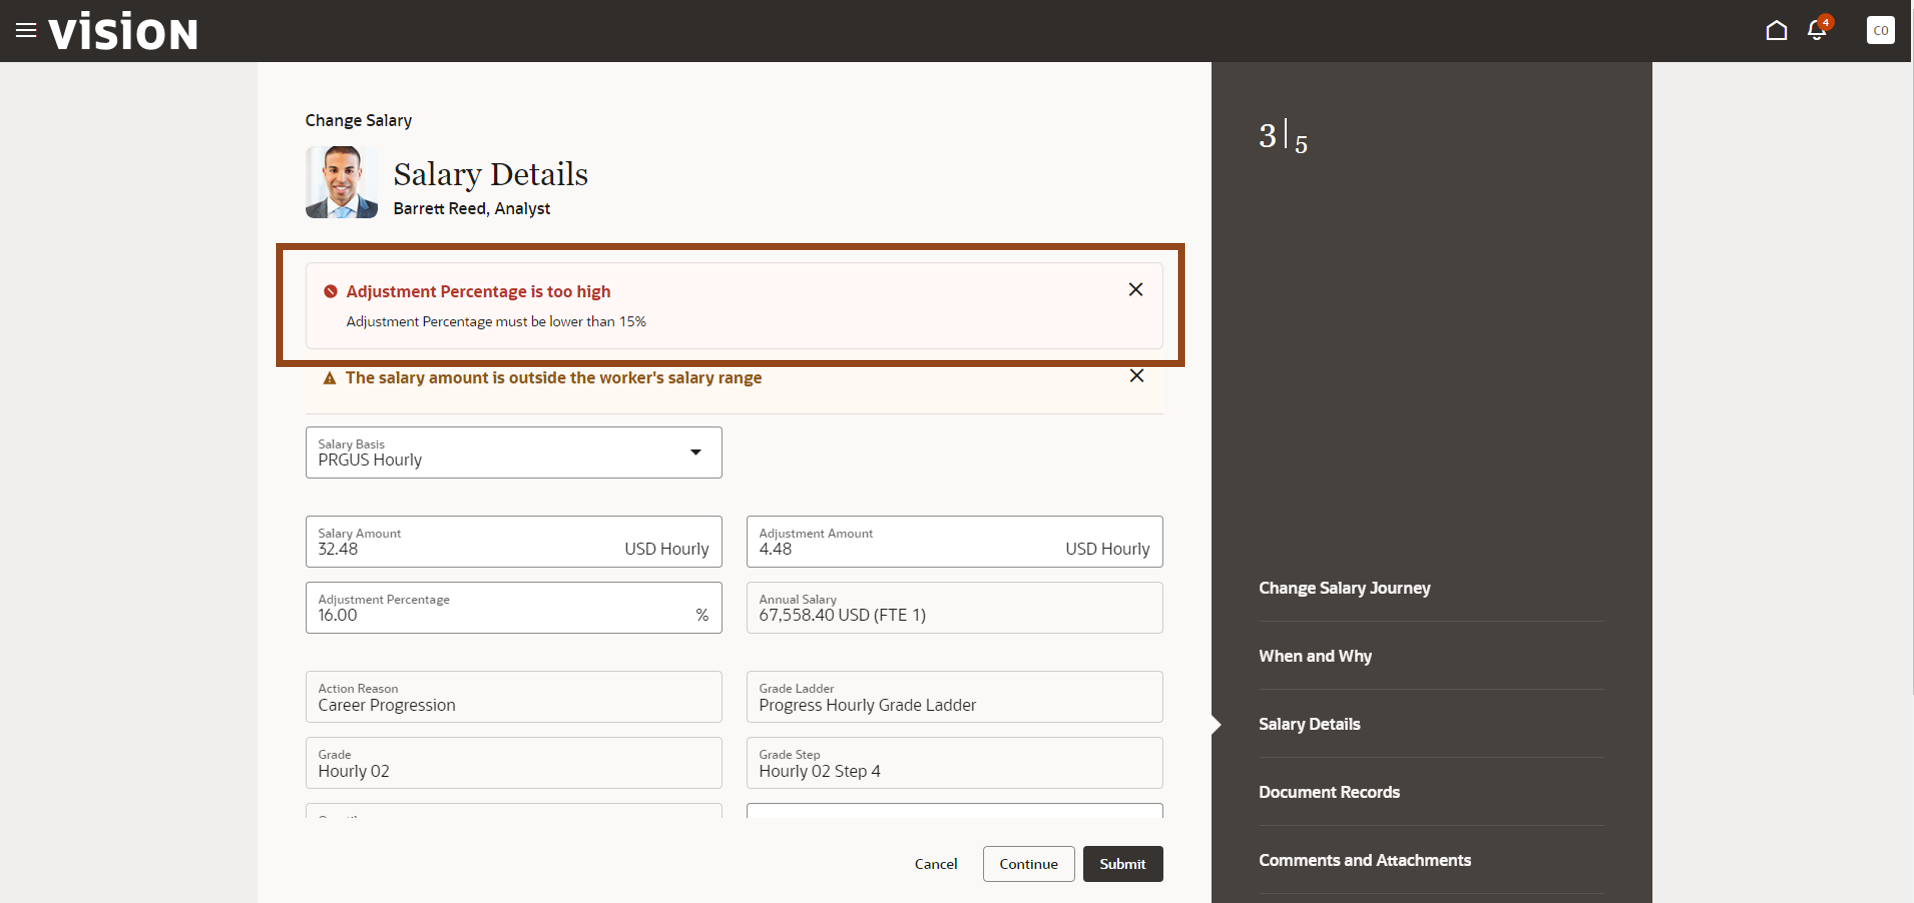 vision
4
CO
Change Salary
Salary Details
Barrett Reed, Analyst
Adjustment Percentage is too high
Adjustment Percentage must be lower than 15%
The salary amount is outside the worker's salary range
Salary Basis
PRGUS Hourly
Salary Amount
32.48 USD Hourly
Adjustment Amount
4.48 USD Hourly
Adjustment Percentage
16.00 %
Annual Salary
67,558.40 USD (FTE 1)
Action Reason
Career Progression
Grade Ladder
Progress Hourly Grade Ladder
Grade
Hourly 02
Grade Step
Hourly 02 Step 4
Cancel
Continue
Submit
3 | 5
Change Salary Journey
When and Why
Salary Details
Document Records
Comments and Attachments